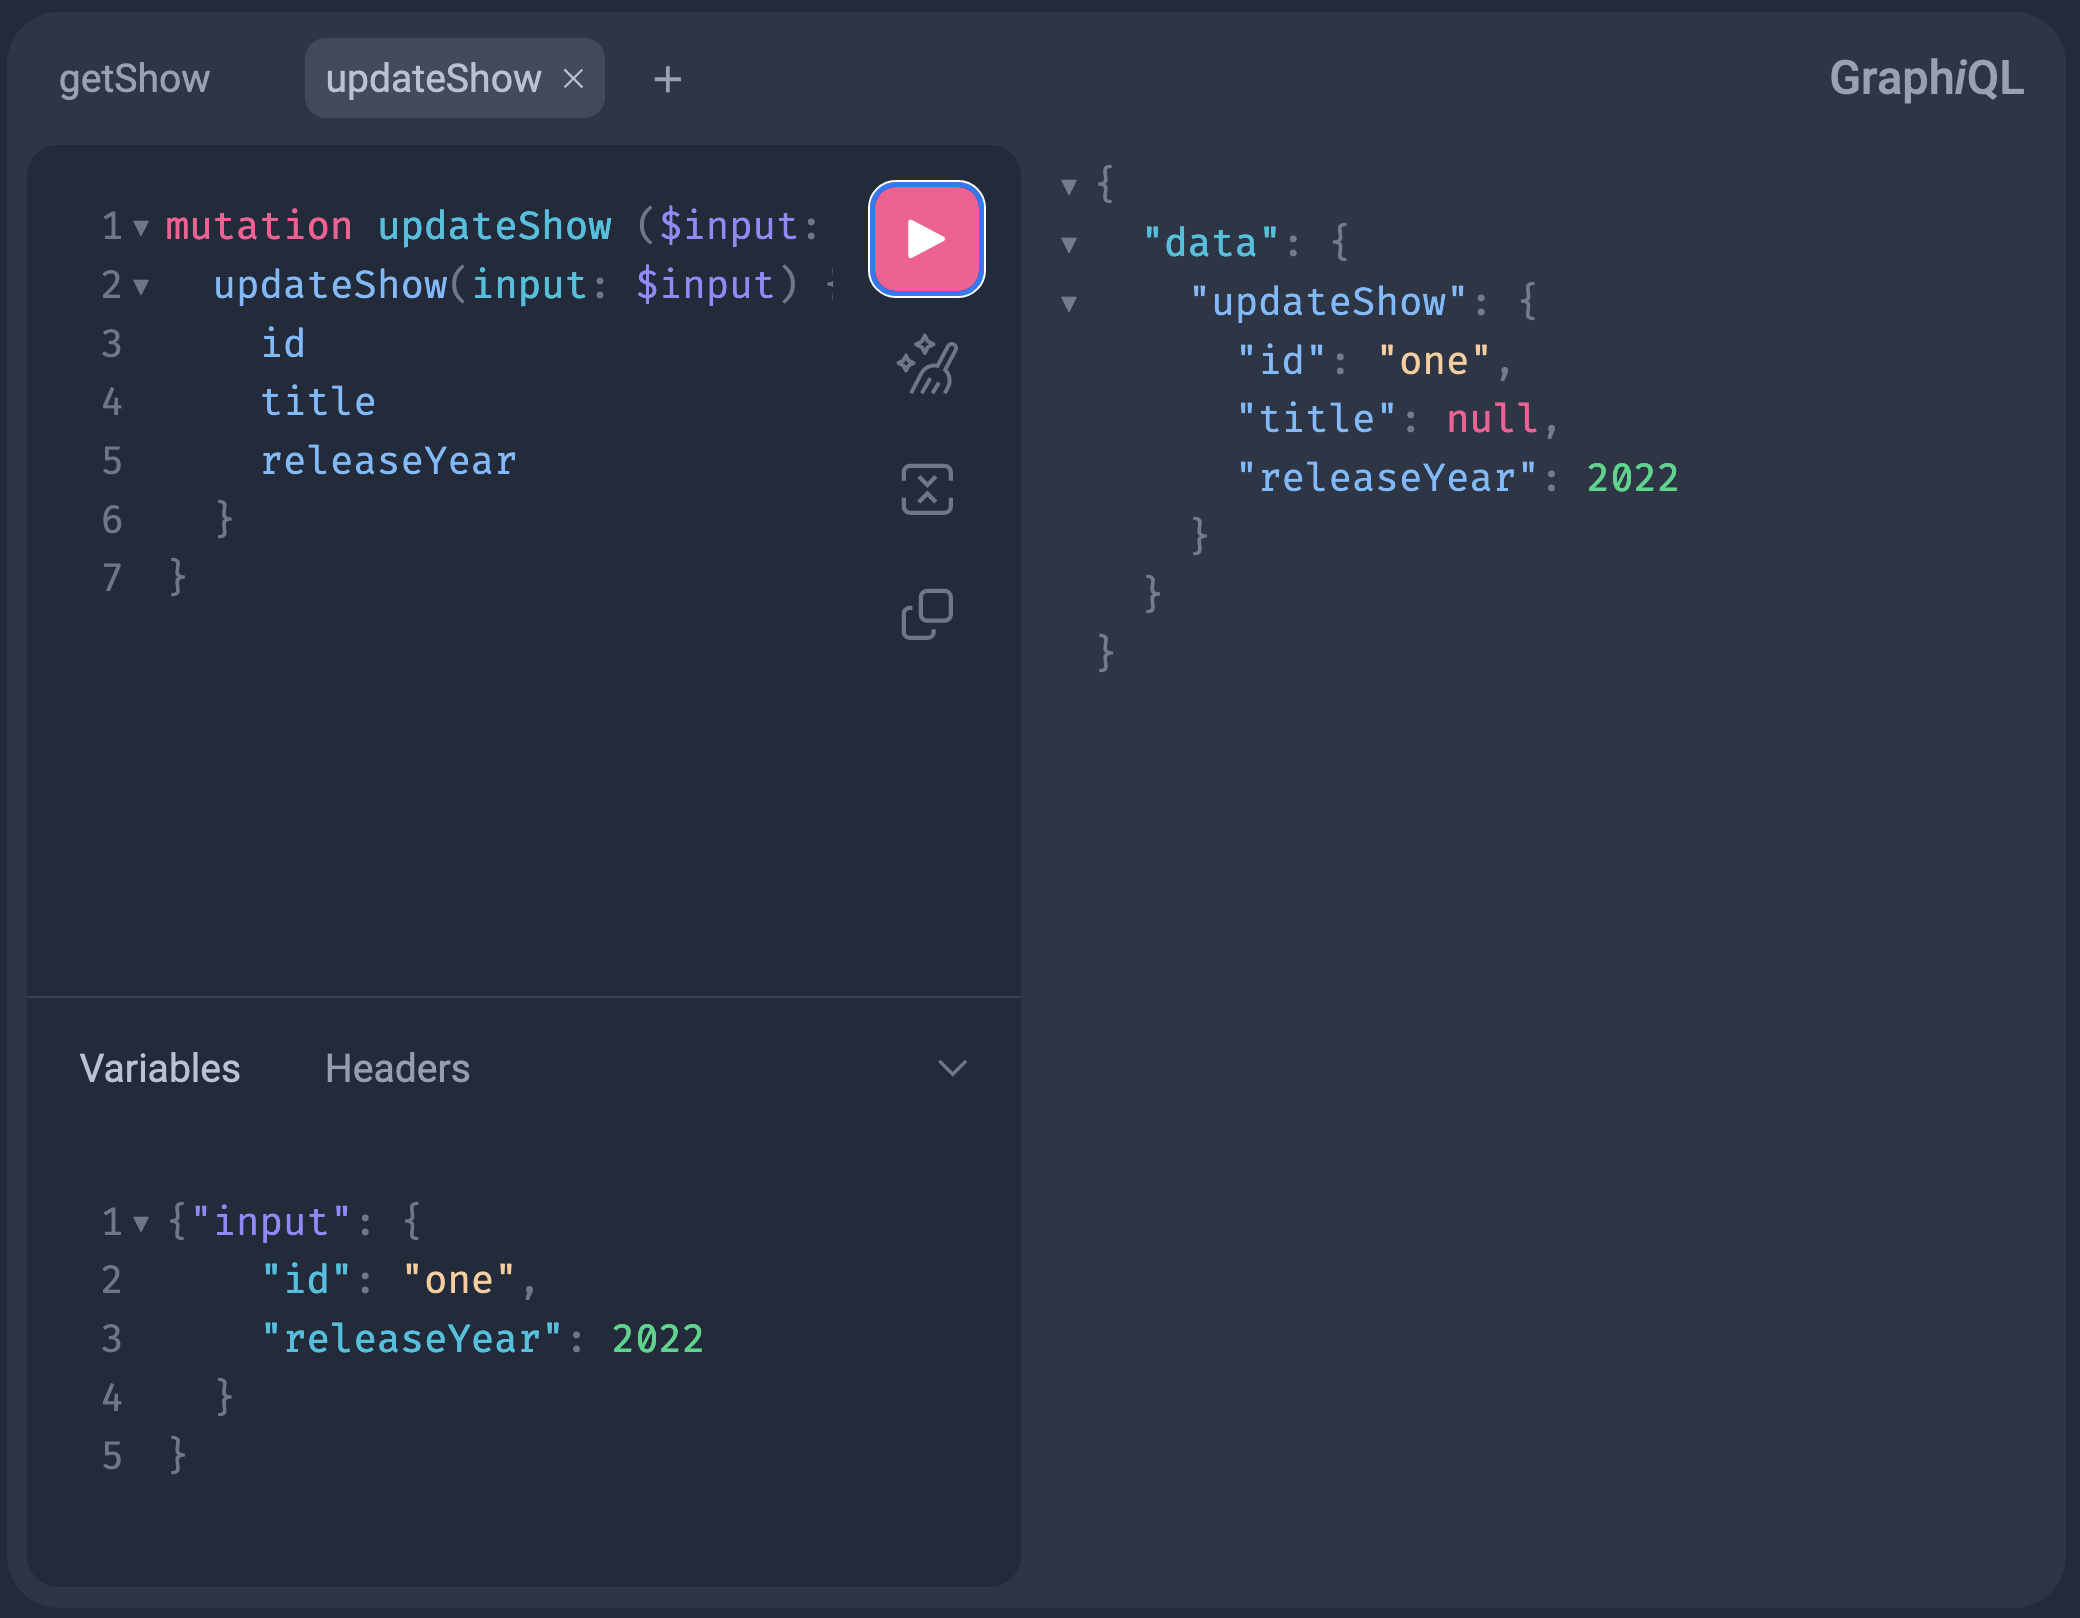 getShow
updateShow
GraphiQL
1 mutation updateShow ($input:
2 updateShow(input: $input) {
3 id
4 title
5 releaseYear
6 }
7 }
Variables Headers
1 {"input": {
2 "id": "one",
3 "releaseYear": 2022
4 }
5 }
{
"data": {
"updateShow": {
"id": "one",
"title": null,
"releaseYear": 2022
}
}
}